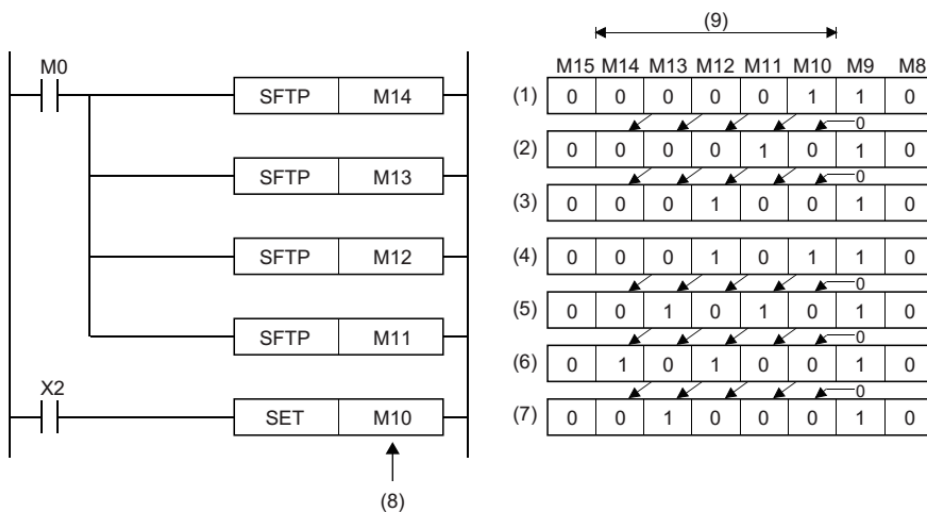 M0
SFTP M14
SFTP M13
SFTP M12
SFTP M11
X2
SET M10
(8)
(9)
M15 M14 M13 M12 M11 M10 M9 M8
(1) 0 0 0 0 0 1 1 0
0
(2) 0 0 0 0 1 0 1 0
0
(3) 0 0 0 1 0 0 1 0
(4) 0 0 0 1 0 1 1 0
0
(5) 0 0 1 0 1 0 1 0
0
(6) 0 1 0 1 0 0 1 0
0
(7) 0 0 1 0 0 0 1 0